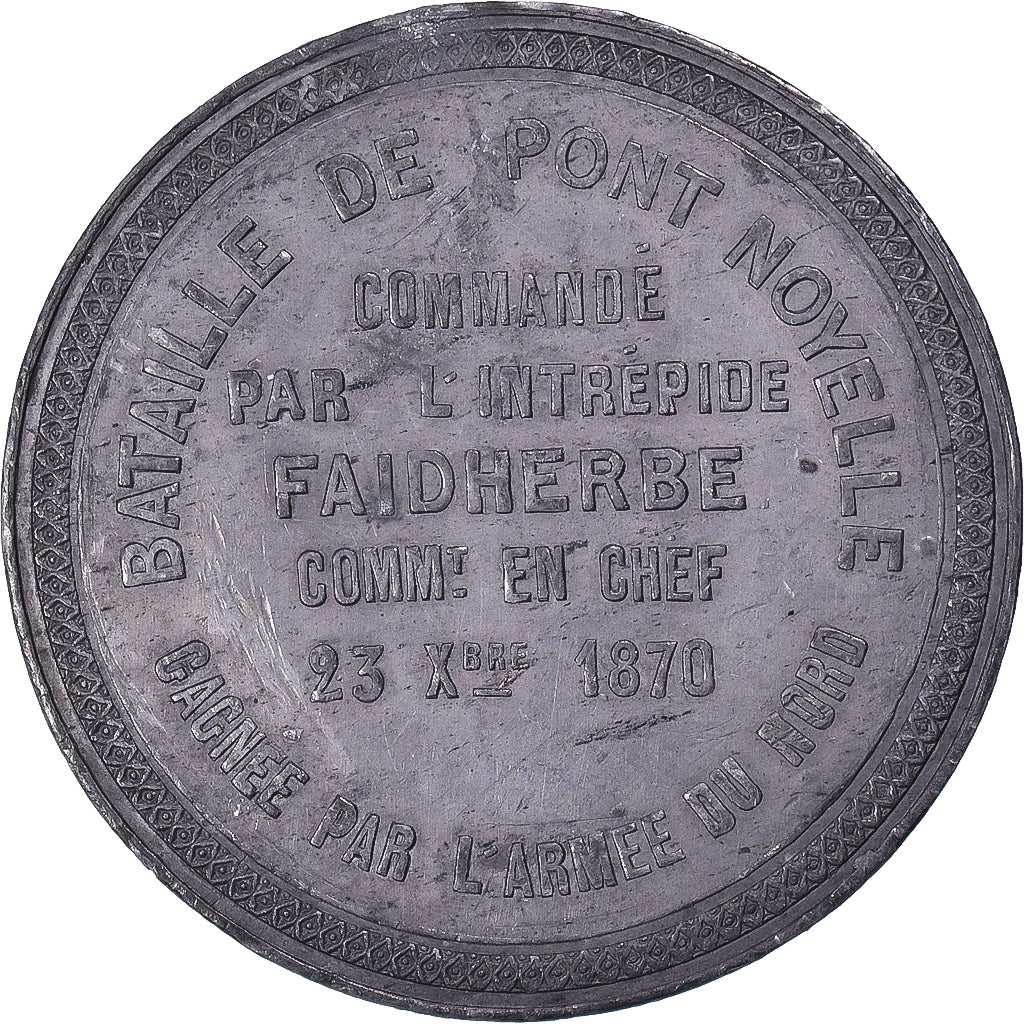 BATAILLE DE PONT NOYELLE
COMMANDÉ
PAR L'INTRÉPIDE
FAIDHERBE
COMMT. EN CHEF
23 XBRE 1870
GAGNÉE PAR L'ARMÉE DU NORD